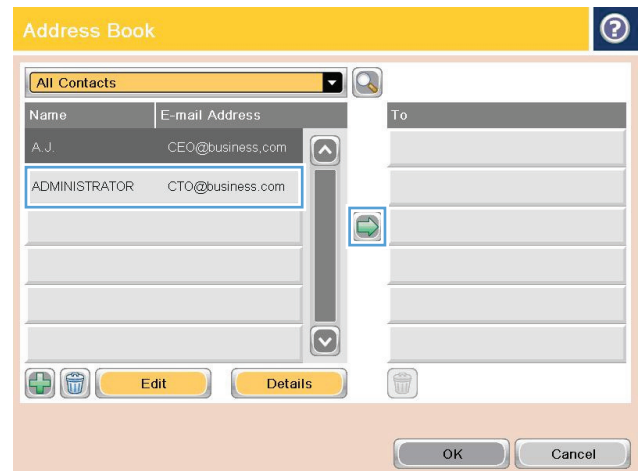 Address Book
?
All Contacts
Name E-mail Address To
A.J. CEO@business,com
ADMINISTRATOR CTO@business.com
Edit Details
OK Cancel